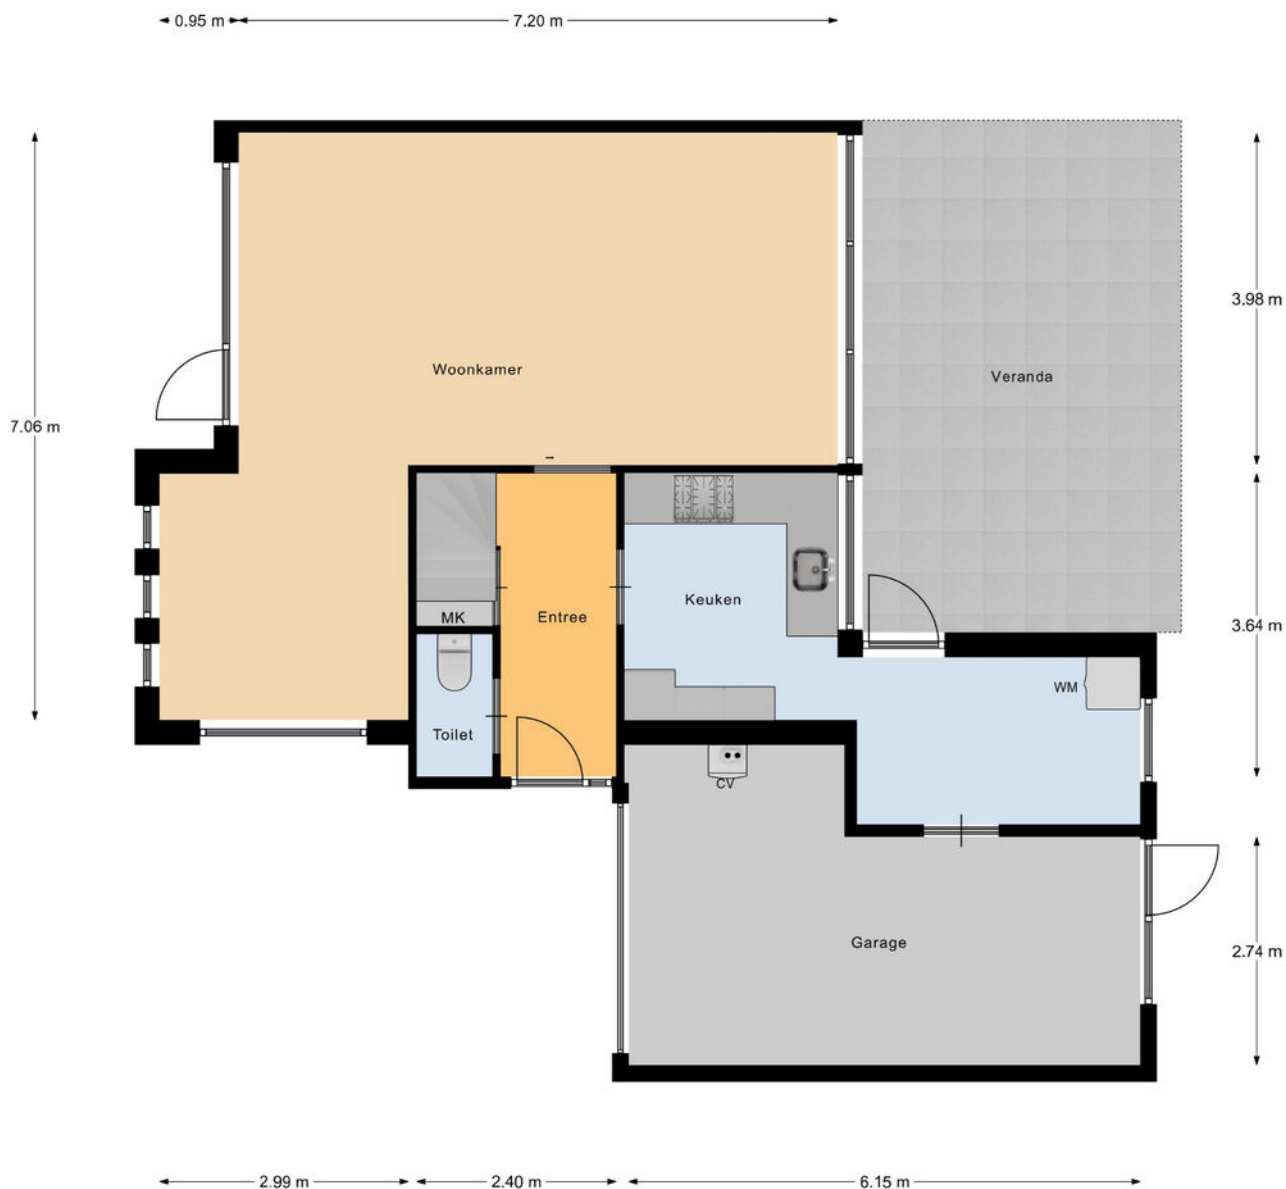 0.95 m
7.20 m
3.98 m
Woonkamer
Veranda
7.06 m
Keuken
MK
Entree
3.64 m
WM
Toilet
CV
Garage
2.74 m
2.99 m
2.40 m
6.15 m